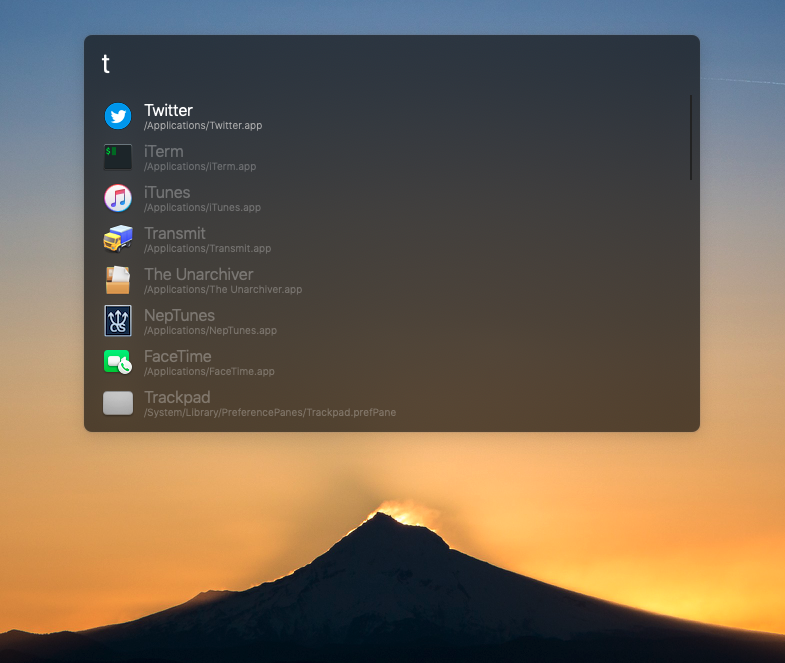 t
Twitter
/Applications/Twitter.app
$
iTerm
/Applications/iTerm.app
iTunes
/Applications/iTunes.app
Transmit
/Applications/Transmit.app
The Unarchiver
/Applications/The Unarchiver.app
NepTunes
/Applications/NepTunes.app
FaceTime
/Applications/FaceTime.app
Trackpad
/System/Library/PreferencePanes/Trackpad.prefPane